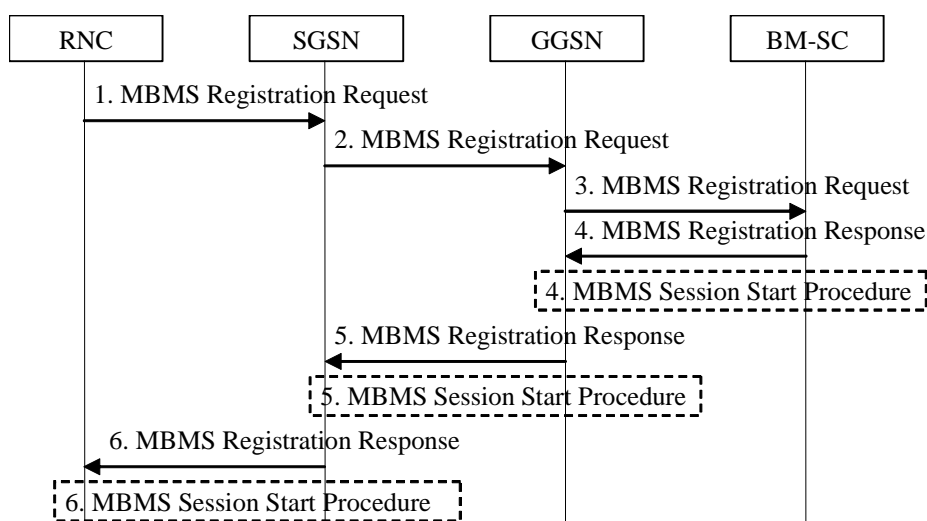 RNC
SGSN
GGSN
BM-SC
1. MBMS Registration Request
2. MBMS Registration Request
3. MBMS Registration Request
4. MBMS Registration Response
4. MBMS Session Start Procedure
5. MBMS Registration Response
5. MBMS Session Start Procedure
6. MBMS Registration Response
6. MBMS Session Start Procedure